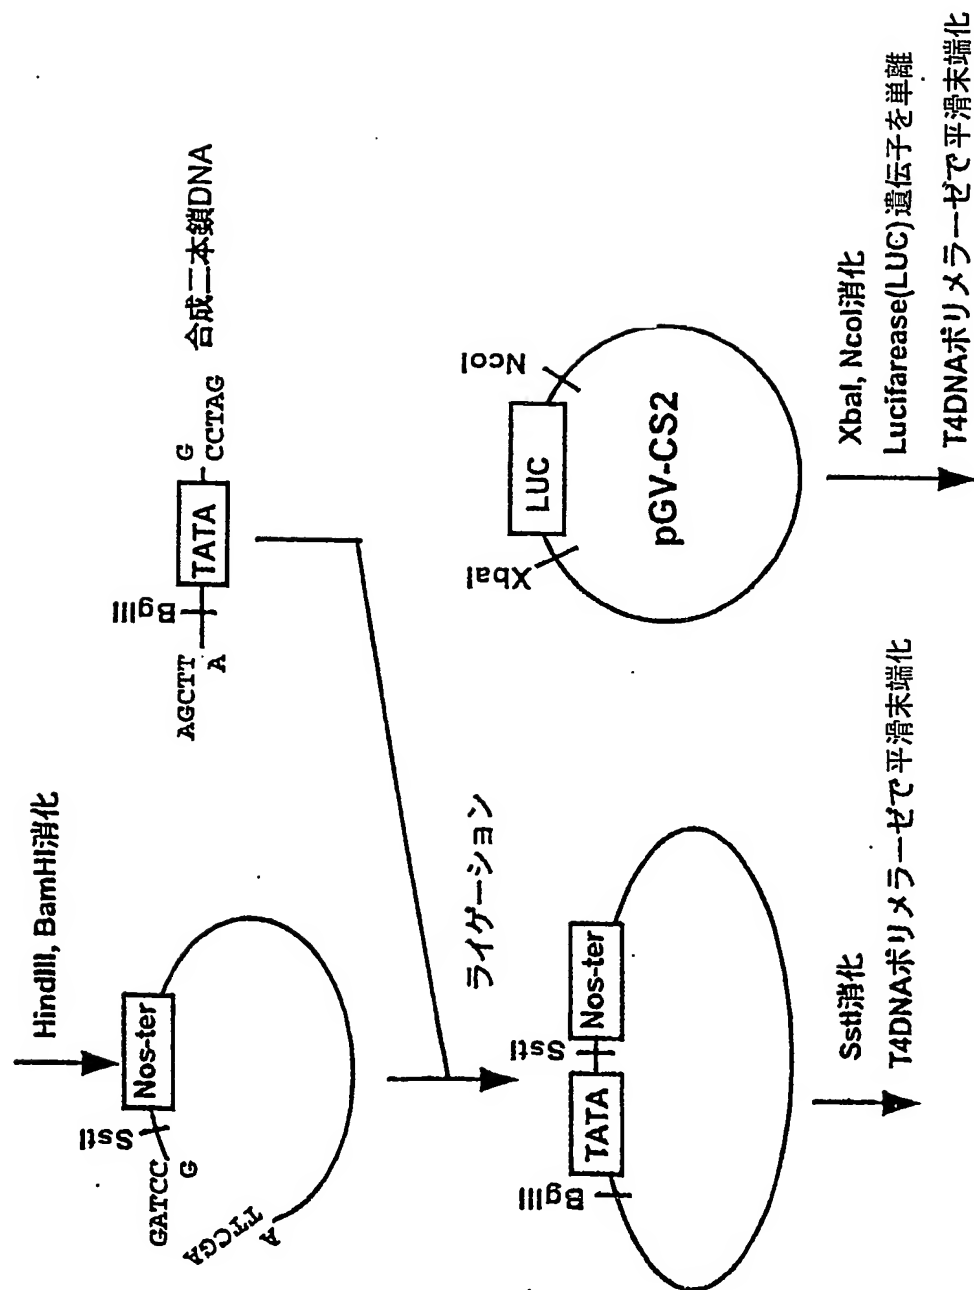 HindIII, BamHI消化
SstI
Nos-ter
GATCC
G
TTCGA
A
BglII
AGCTT
A
TATA
G
CCTAG
合成二本鎖DNA
ライゲーション
BglII
TATA
SstI
Nos-ter
XbaI
LUC
NcoI
pGV-CS2
SstI消化
T4DNAポリメラーゼで平滑末端化
XbaI, NcoI消化
Lucifarease(LUC)遺伝子を単離
T4DNAポリメラーゼで平滑末端化